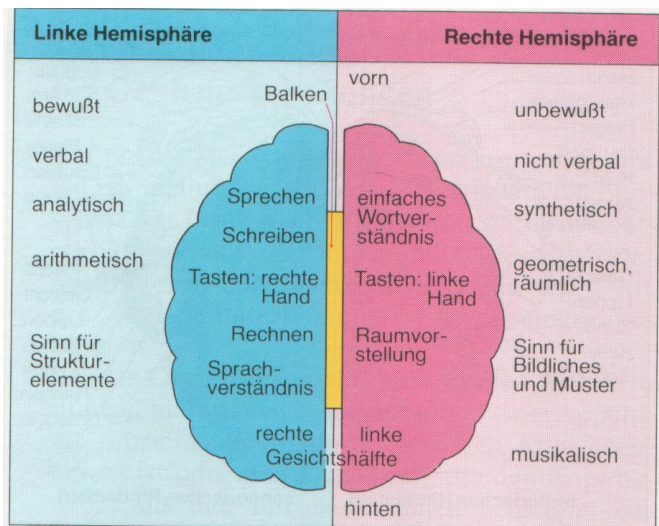 Linke Hemisphäre
Rechte Hemisphäre
vorn
Balken
bewußt
verbal
analytisch
arithmetisch
Sinn für
Struktur-
elemente
Sprechen
Schreiben
Tasten: rechte
Hand
Rechnen
Sprach-
verständnis
rechte
einfaches
Wortver-
ständnis
Tasten: linke
Hand
Raumvor-
stellung
linke
Gesichtshälfte
unbewußt
nicht verbal
synthetisch
geometrisch,
räumlich
Sinn für
Bildliches
und Muster
musikalisch
hinten